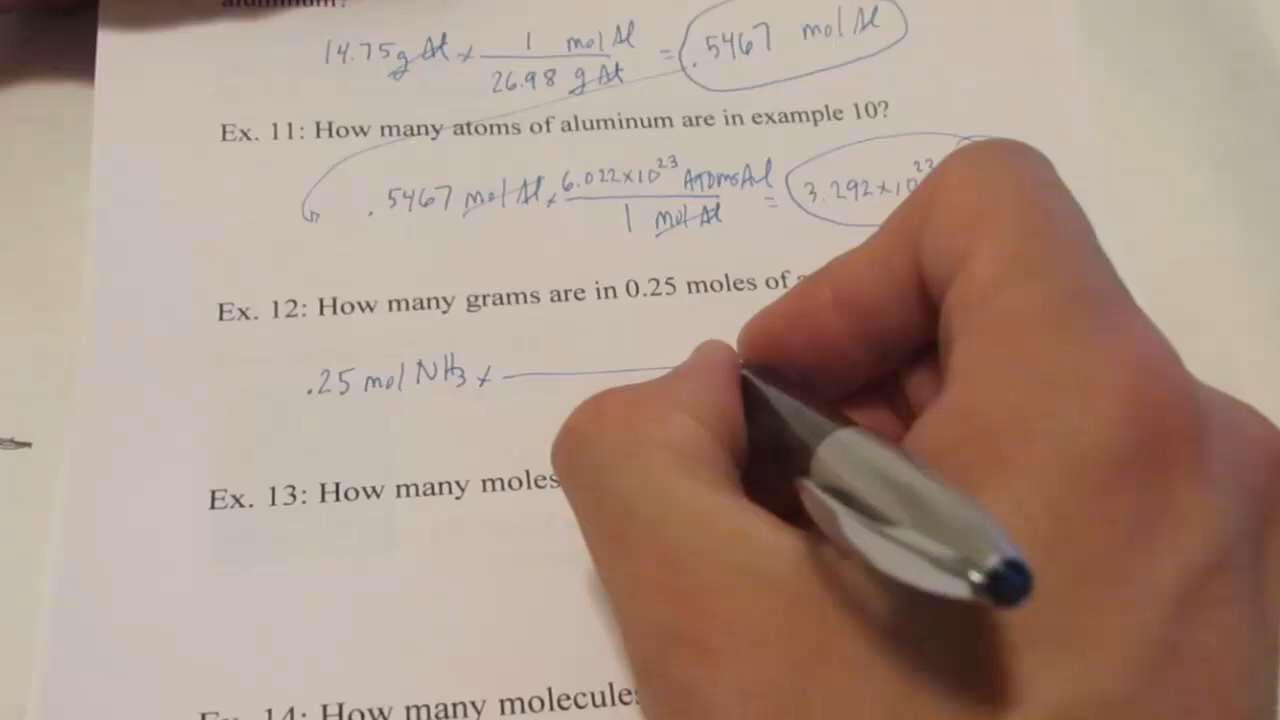 aluminum?
14.75g Al × 1 mol Al / 26.98 g Al = .5467 mol Al
Ex. 11: How many atoms of aluminum are in example 10?
.5467 mol Al × 6.022×10²³ ATOMS Al / 1 mol Al = 3.292×10²³
Ex. 12: How many grams are in 0.25 moles of
.25 mol NH₃ ×
Ex. 13: How many moles
Ex. 14: How many molecules